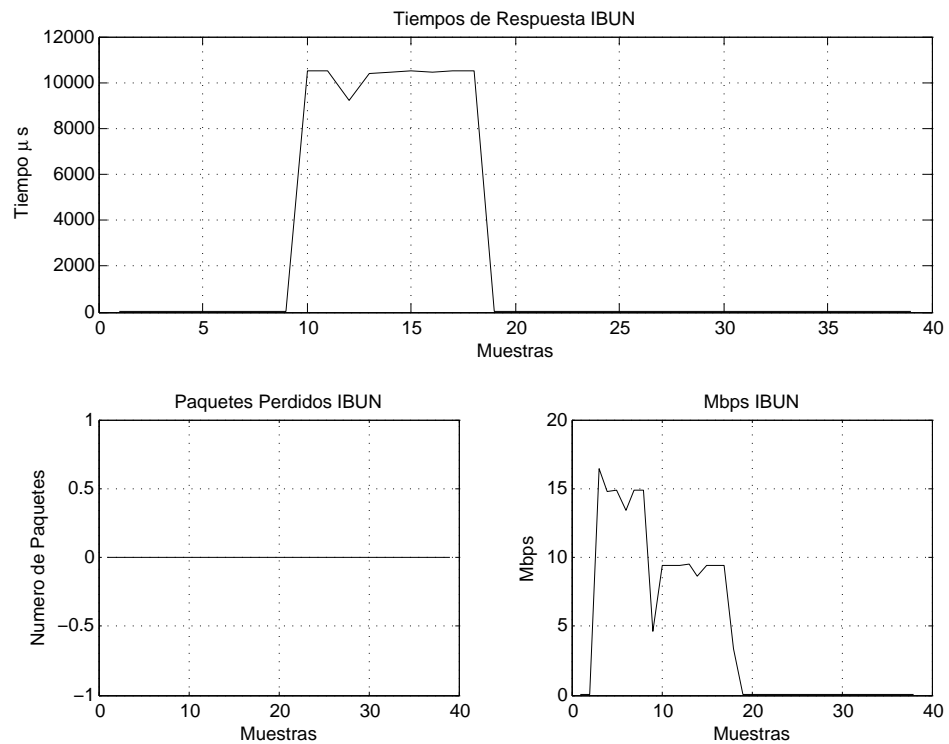 Tiempos de Respuesta IBUN
12000
10000
8000
6000
4000
2000
0
Tiempo μ s
0 5 10 15 20 25 30 35 40
Muestras
Paquetes Perdidos IBUN
1
0.5
0
−0.5
−1
Numero de Paquetes
0 10 20 30 40
Muestras
Mbps IBUN
20
15
10
5
0
Mbps
0 10 20 30 40
Muestras